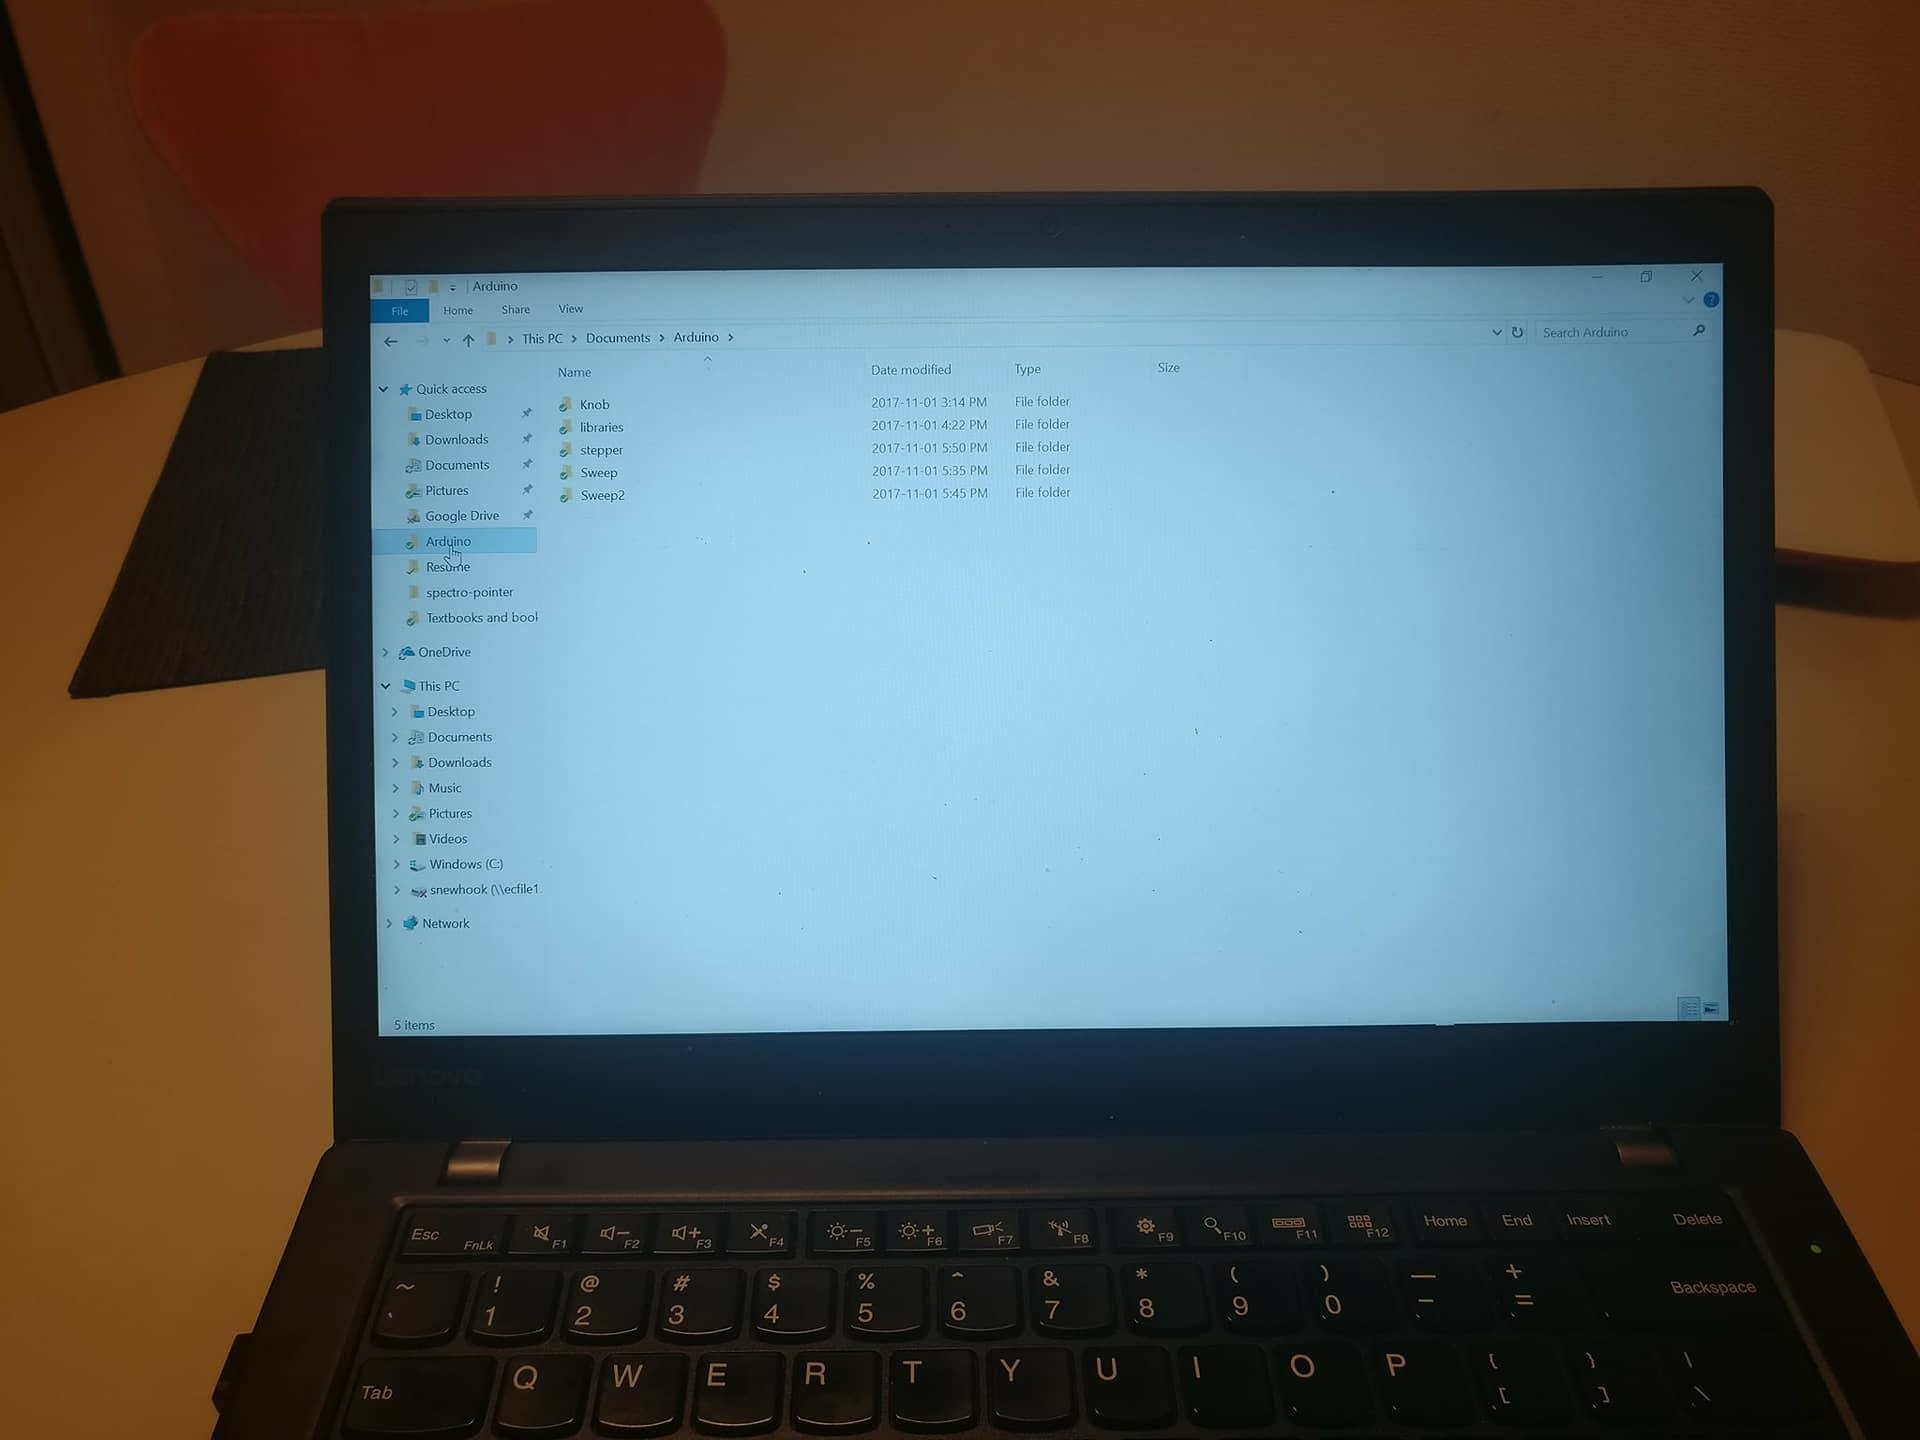 Arduino
File Home Share View
This PC Documents Arduino Search Arduino
Name Date modified Type Size
Quick access
Desktop
Downloads
Documents
Pictures
Google Drive
Arduino
Resume
spectro-pointer
Textbooks and bool
OneDrive
This PC
Desktop
Documents
Downloads
Music
Pictures
Videos
Windows (C:)
snewhook (\\ecfile1.
Network
Knob 2017-11-01 3:14 PM File folder
libraries 2017-11-01 4:22 PM File folder
stepper 2017-11-01 5:50 PM File folder
Sweep 2017-11-01 5:35 PM File folder
Sweep2 2017-11-01 5:45 PM File folder
5 items
Lenovo
Esc FnLk F1 F2 F3 F4 F5 F6 F7 F8 F9 F10 F11 F12 Home End Insert Delete
~ ! @ # $ % ^ & * ( ) — +
` 1 2 3 4 5 6 7 8 9 0 - = Backspace
Tab Q W E R T Y U I O P { } |
[ ] \